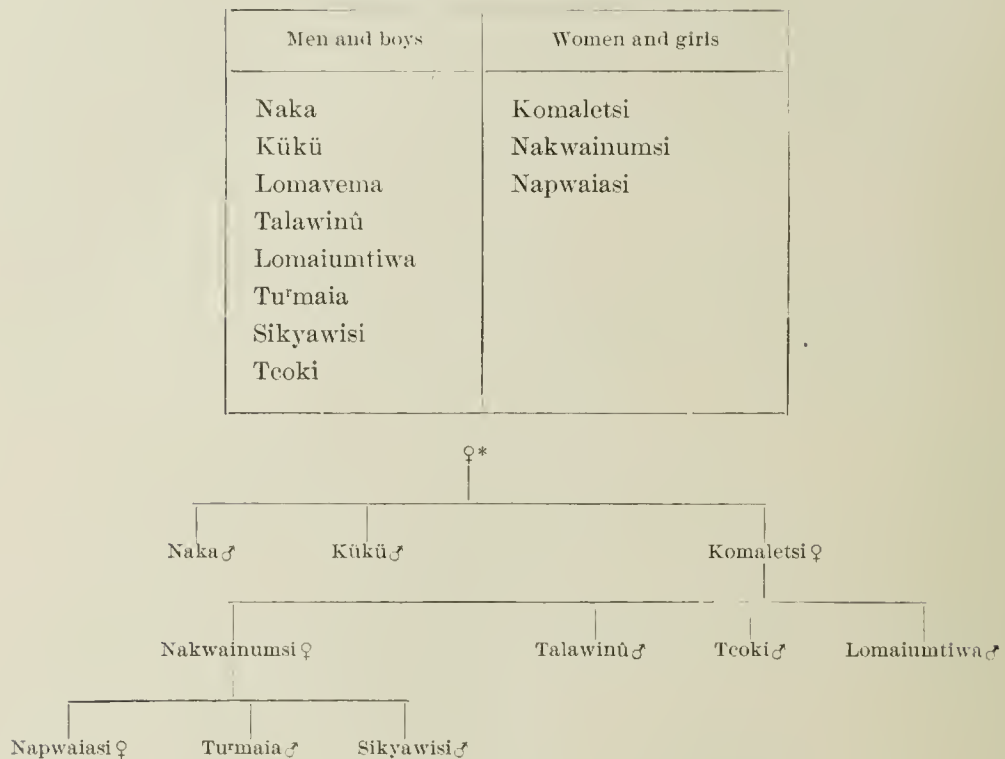 Men and boys Women and girls
Naka Komaletsi
Kükü Nakwainumsi
Lomavema Napwaiasi
Talawinû
Lomaiumtiwa
Tuʳmaia
Sikyawisi
Tcoki
♀*
Naka♂ Kükü♂ Komaletsi♀
Nakwainumsi♀ Talawinû♂ Tcoki♂ Lomaiumtiwa♂
Napwaiasi♀ Tuʳmaia♂ Sikyawisi♂